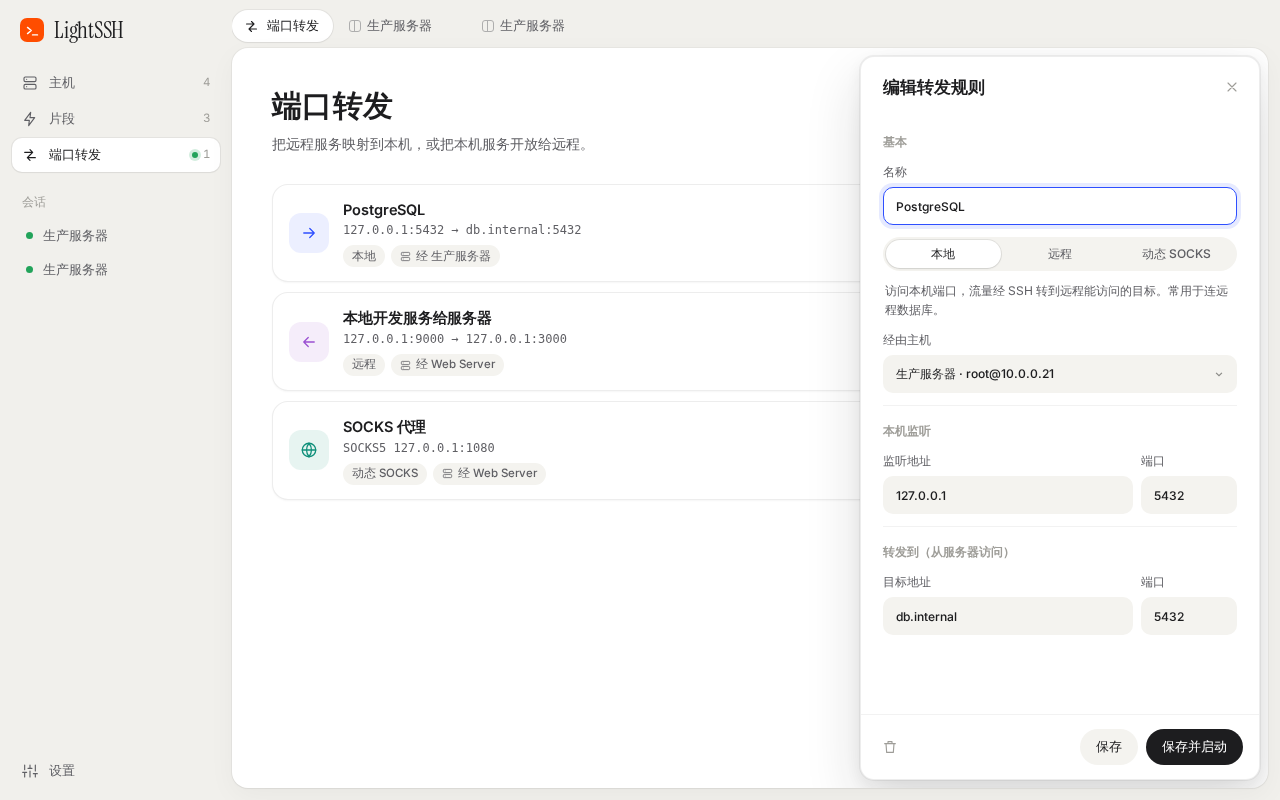 LightSSH
主机 4
片段 3
端口转发 1
会话
生产服务器
生产服务器
设置
端口转发
生产服务器
生产服务器
端口转发
把远程服务映射到本机，或把本机服务开放给远程。
PostgreSQL
127.0.0.1:5432 → db.internal:5432
本地
经 生产服务器
本地开发服务给服务器
127.0.0.1:9000 → 127.0.0.1:3000
远程
经 Web Server
SOCKS 代理
SOCKS5 127.0.0.1:1080
动态 SOCKS
经 Web Server
编辑转发规则
基本
名称
PostgreSQL
本地
远程
动态 SOCKS
访问本机端口，流量经 SSH 转到远程能访问的目标。常用于连远
程数据库。
经由主机
生产服务器 · root@10.0.0.21
本机监听
监听地址 端口
127.0.0.1 5432
转发到（从服务器访问）
目标地址 端口
db.internal 5432
保存
保存并启动